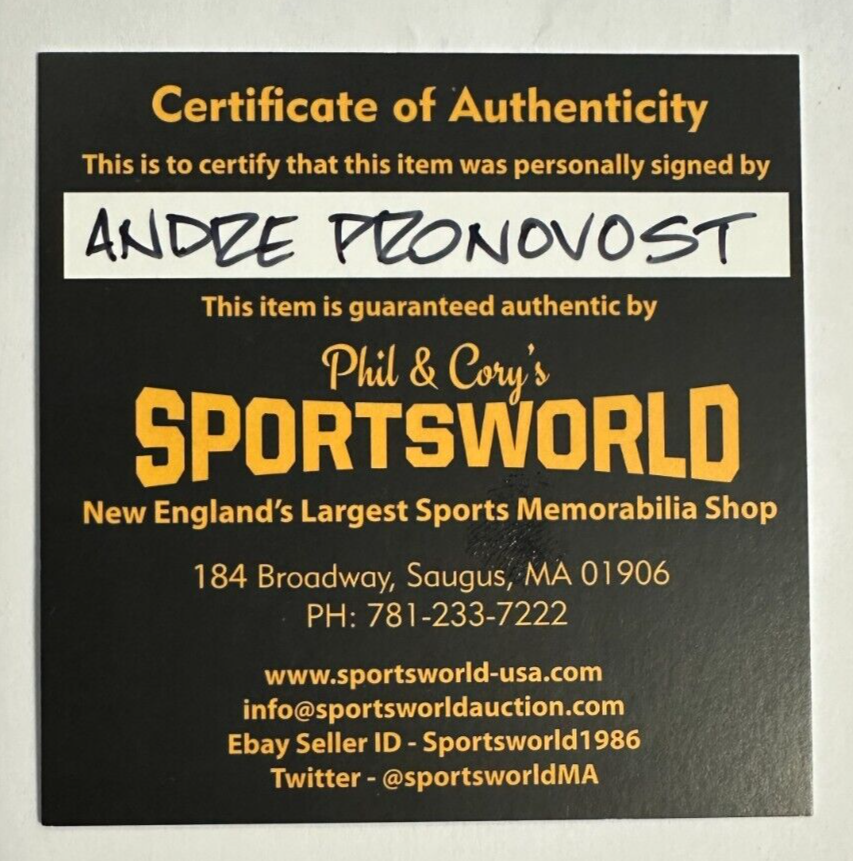 Certificate of Authenticity
This is to certify that this item was personally signed by
ANDRE PRONOVOST
This item is guaranteed authentic by
Phil & Cory's
SPORTSWORLD
New England's Largest Sports Memorabilia Shop
184 Broadway, Saugus, MA 01906
PH: 781-233-7222
www.sportsworld-usa.com
info@sportsworldauction.com
Ebay Seller ID - Sportsworld1986
Twitter - @sportsworldMA